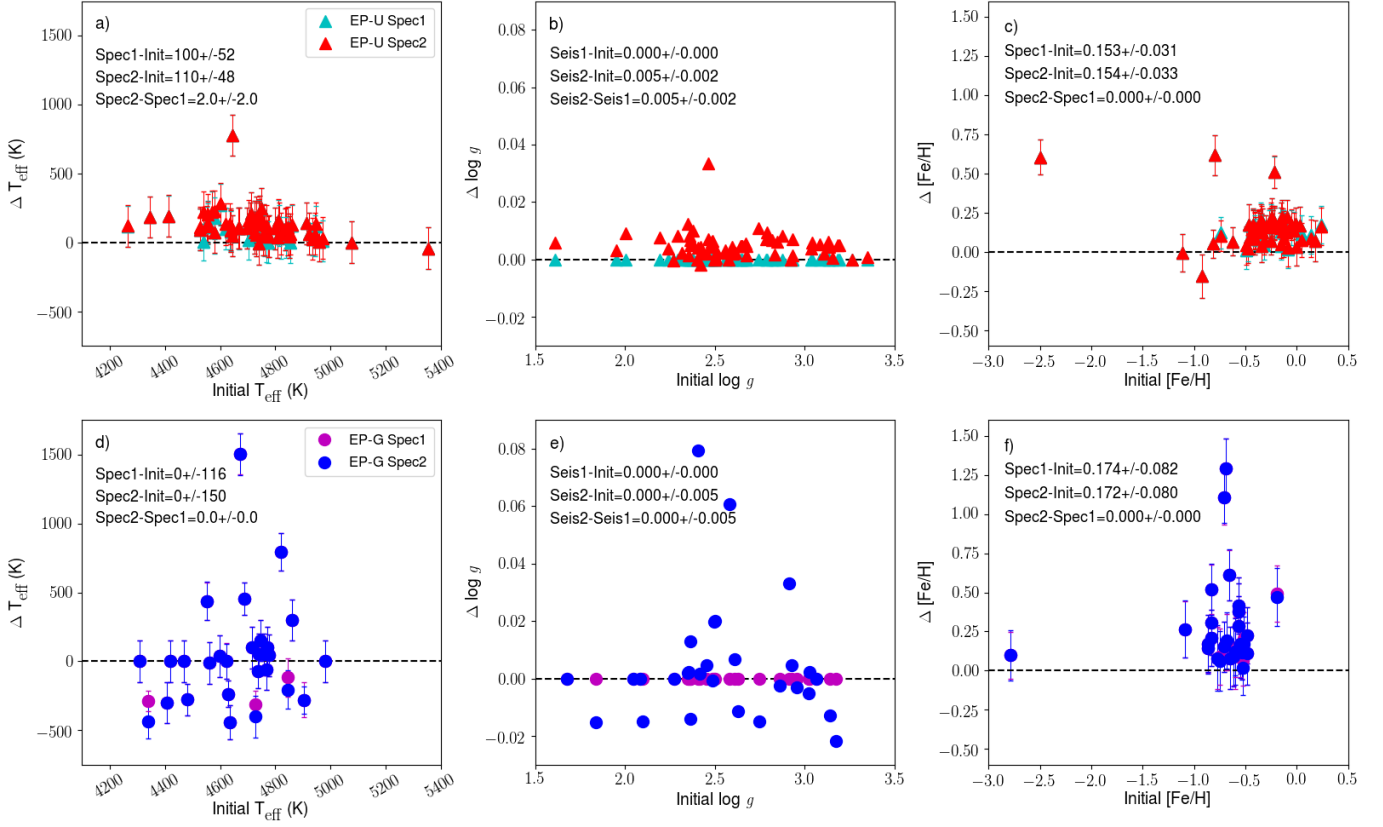 a)
EP-U Spec1
EP-U Spec2
Spec1-Init=100+/-52
Spec2-Init=110+/-48
Spec2-Spec1=2.0+/-2.0
1500
1000
500
0
−500
Δ T_eff (K)
4200 4400 4600 4800 5000 5200 5400
Initial T_eff (K)
b)
Seis1-Init=0.000+/-0.000
Seis2-Init=0.005+/-0.002
Seis2-Seis1=0.005+/-0.002
0.08
0.06
0.04
0.02
0.00
−0.02
Δ log g
1.5 2.0 2.5 3.0 3.5
Initial log g
c)
Spec1-Init=0.153+/-0.031
Spec2-Init=0.154+/-0.033
Spec2-Spec1=0.000+/-0.000
1.50
1.25
1.00
0.75
0.50
0.25
0.00
−0.25
−0.50
Δ [Fe/H]
−3.0 −2.5 −2.0 −1.5 −1.0 −0.5 0.0 0.5
Initial [Fe/H]
d)
EP-G Spec1
EP-G Spec2
Spec1-Init=0+/-116
Spec2-Init=0+/-150
Spec2-Spec1=0.0+/-0.0
1500
1000
500
0
−500
Δ T_eff (K)
4200 4400 4600 4800 5000 5200 5400
Initial T_eff (K)
e)
Seis1-Init=0.000+/-0.000
Seis2-Init=0.000+/-0.005
Seis2-Seis1=0.000+/-0.005
0.08
0.06
0.04
0.02
0.00
−0.02
Δ log g
1.5 2.0 2.5 3.0 3.5
Initial log g
f)
Spec1-Init=0.174+/-0.082
Spec2-Init=0.172+/-0.080
Spec2-Spec1=0.000+/-0.000
1.50
1.25
1.00
0.75
0.50
0.25
0.00
−0.25
−0.50
Δ [Fe/H]
−3.0 −2.5 −2.0 −1.5 −1.0 −0.5 0.0 0.5
Initial [Fe/H]